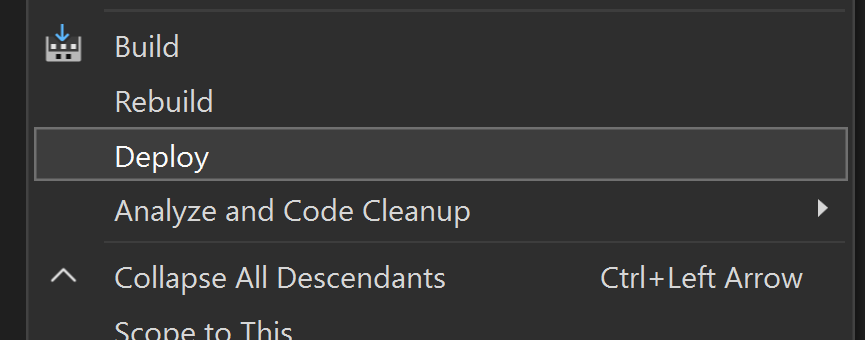 Build
Rebuild
Deploy
Analyze and Code Cleanup
Collapse All Descendants Ctrl+Left Arrow
Scope to This